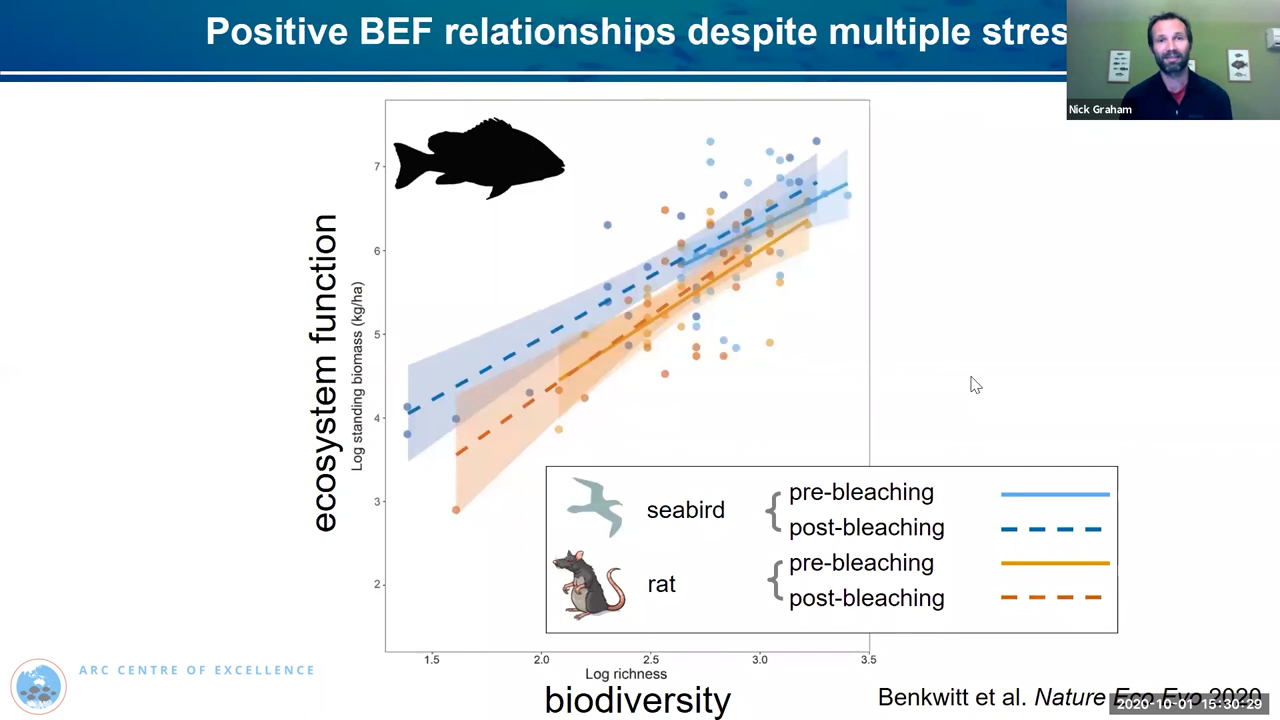 Positive BEF relationships despite multiple stres
Nick Graham
ecosystem function
Log standing biomass (kg/ha)
7
6
5
4
3
2
seabird
pre-bleaching
post-bleaching
rat
pre-bleaching
post-bleaching
1.5 2.0 2.5 3.0 3.5
Log richness
biodiversity
ARC CENTRE OF EXCELLENCE
Benkwitt et al. Nature Eco Evo 2020
2020-10-01 15:30:29